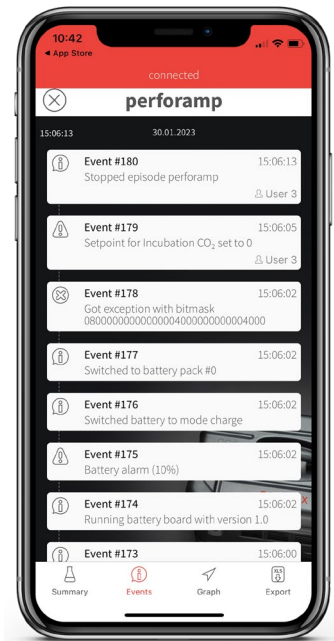 10:42
◀ App Store
connected
perforamp
15:06:13 30.01.2023
Event #180 15:06:13
Stopped episode perforamp
User 3
Event #179 15:06:05
Setpoint for Incubation CO₂ set to 0
User 3
Event #178 15:06:02
Got exception with bitmask
08000000000000004000000000004000
Event #177 15:06:02
Switched to battery pack #0
Event #176 15:06:02
Switched battery to mode charge
Event #175 15:06:02
Battery alarm (10%)
Event #174 15:06:02
Running battery board with version 1.0
X
Event #173 15:06:00
XLS
Summary Events Graph Export